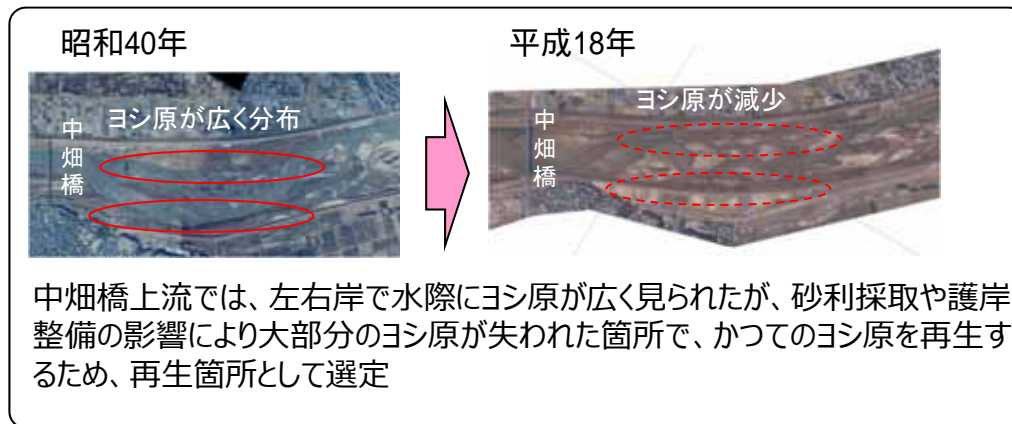 昭和40年
平成18年
ヨシ原が広く分布
ヨシ原が減少
中畑橋
中畑橋
中畑橋上流では、左右岸で水際にヨシ原が広く見られたが、砂利採取や護岸
整備の影響により大部分のヨシ原が失われた箇所で、かつてのヨシ原を再生す
るため、再生箇所として選定